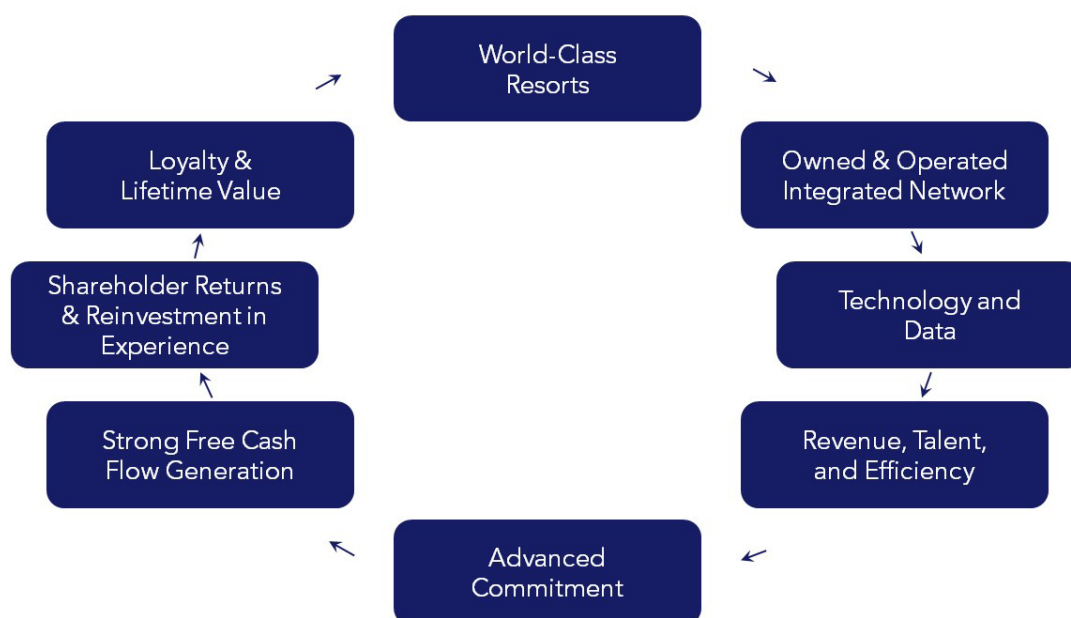 World-Class
Resorts
Loyalty &
Lifetime Value
Owned & Operated
Integrated Network
Shareholder Returns
& Reinvestment in
Experience
Technology and
Data
Strong Free Cash
Flow Generation
Revenue, Talent,
and Efficiency
Advanced
Commitment